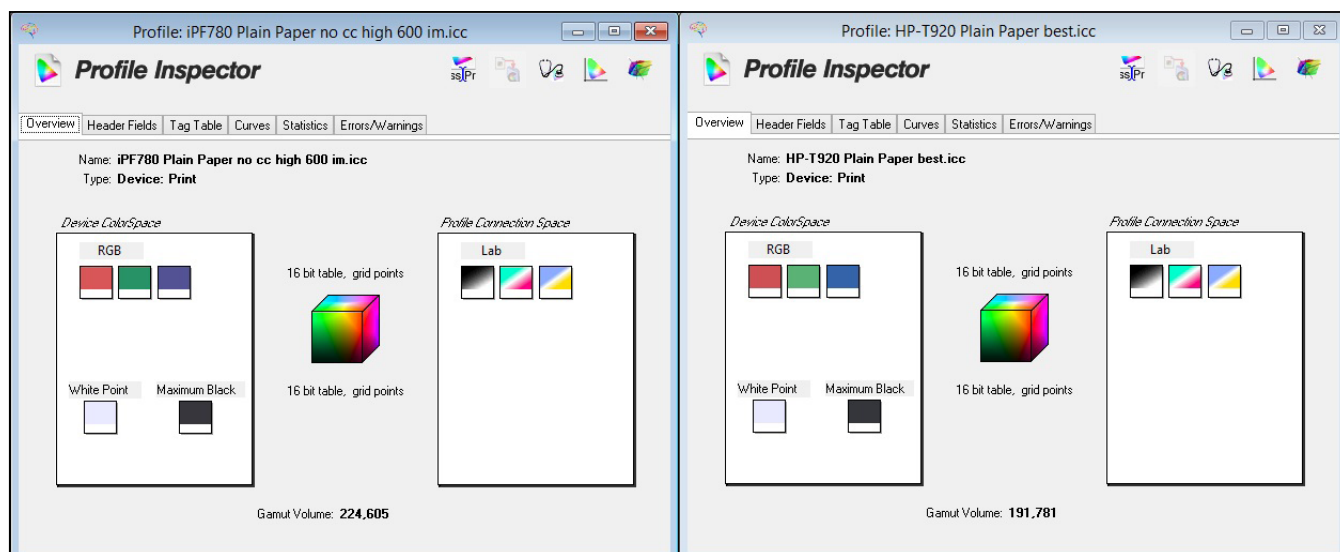 Profile: iPF780 Plain Paper no cc high 600 im.icc
Profile Inspector
ss Pr
Overview Header Fields Tag Table Curves Statistics Errors/Warnings
Name: iPF780 Plain Paper no cc high 600 im.icc
Type: Device: Print
Device ColorSpace
Profile Connection Space
RGB
Lab
16 bit table, grid points
16 bit table, grid points
White Point Maximum Black
Gamut Volume: 224,605
Profile: HP-T920 Plain Paper best.icc
Profile Inspector
ss Pr
Overview Header Fields Tag Table Curves Statistics Errors/Warnings
Name: HP-T920 Plain Paper best.icc
Type: Device: Print
Device ColorSpace
Profile Connection Space
RGB
Lab
16 bit table, grid points
16 bit table, grid points
White Point Maximum Black
Gamut Volume: 191,781